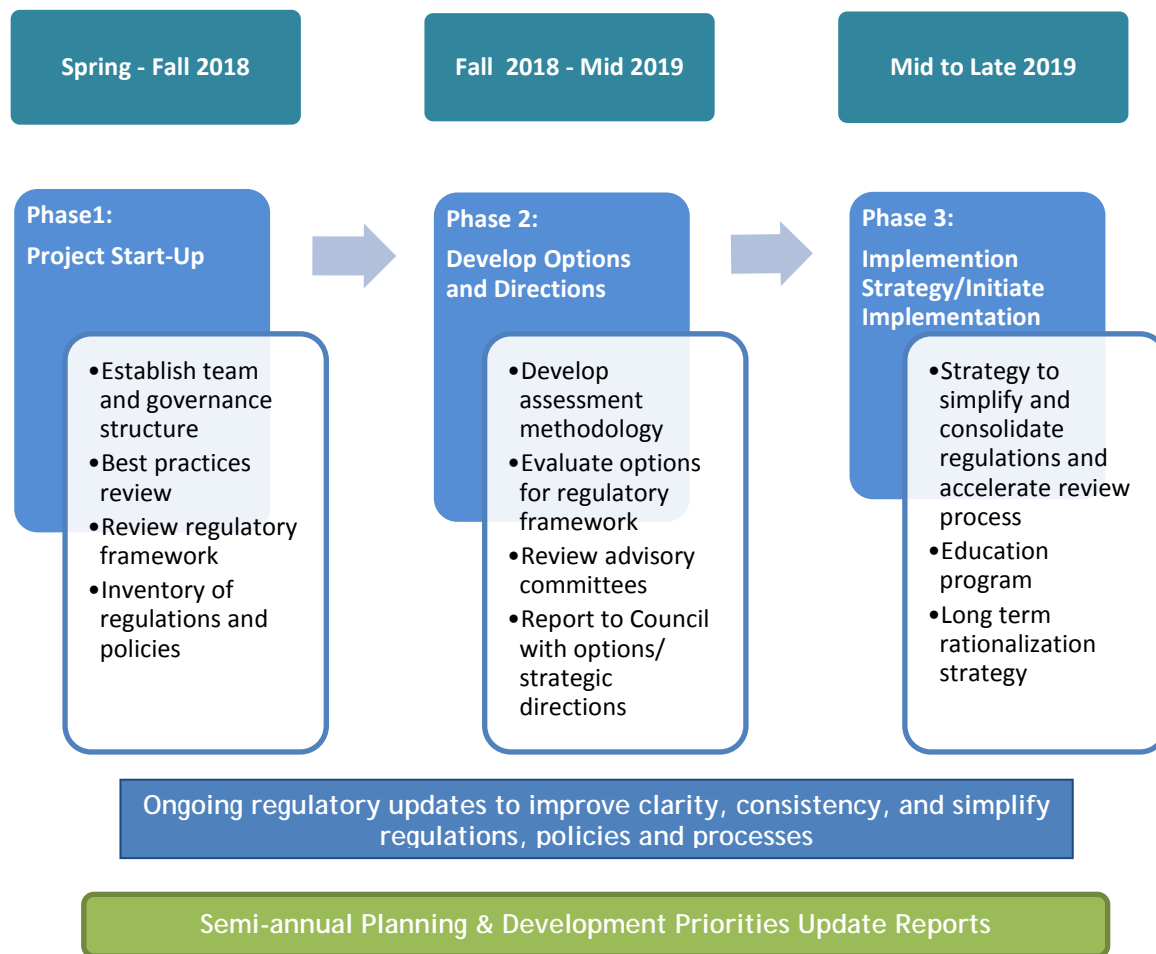 Spring - Fall 2018
Fall 2018 - Mid 2019
Mid to Late 2019
Phase1:
Project Start-Up
•Establish team
and governance
structure
•Best practices
review
•Review regulatory
framework
•Inventory of
regulations and
policies
Phase 2:
Develop Options
and Directions
•Develop
assessment
methodology
•Evaluate options
for regulatory
framework
•Review advisory
committees
•Report to Council
with options/
strategic
directions
Phase 3:
Implemention
Strategy/Initiate
Implementation
•Strategy to
simplify and
consolidate
regulations and
accelerate review
process
•Education
program
•Long term
rationalization
strategy
Ongoing regulatory updates to improve clarity, consistency, and simplify
regulations, policies and processes
Semi-annual Planning & Development Priorities Update Reports